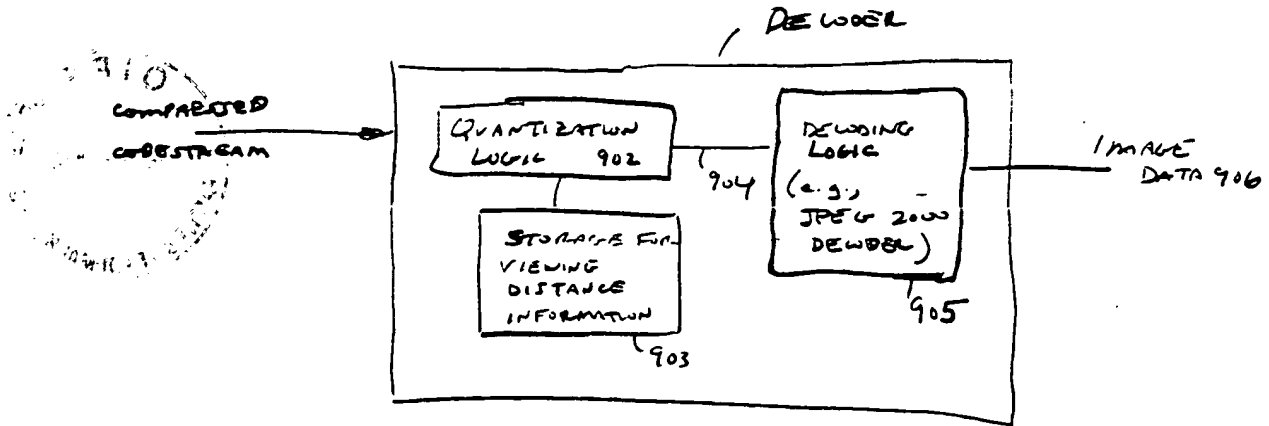 DECODER
COMPRESSED
CODESTREAM
QUANTIZATION
LOGIC 902
904
DECODING
LOGIC
(e.g.,
JPEG 2000
DECODER)
905
IMAGE
DATA 906
STORAGE FOR
VIEWING
DISTANCE
INFORMATION
903